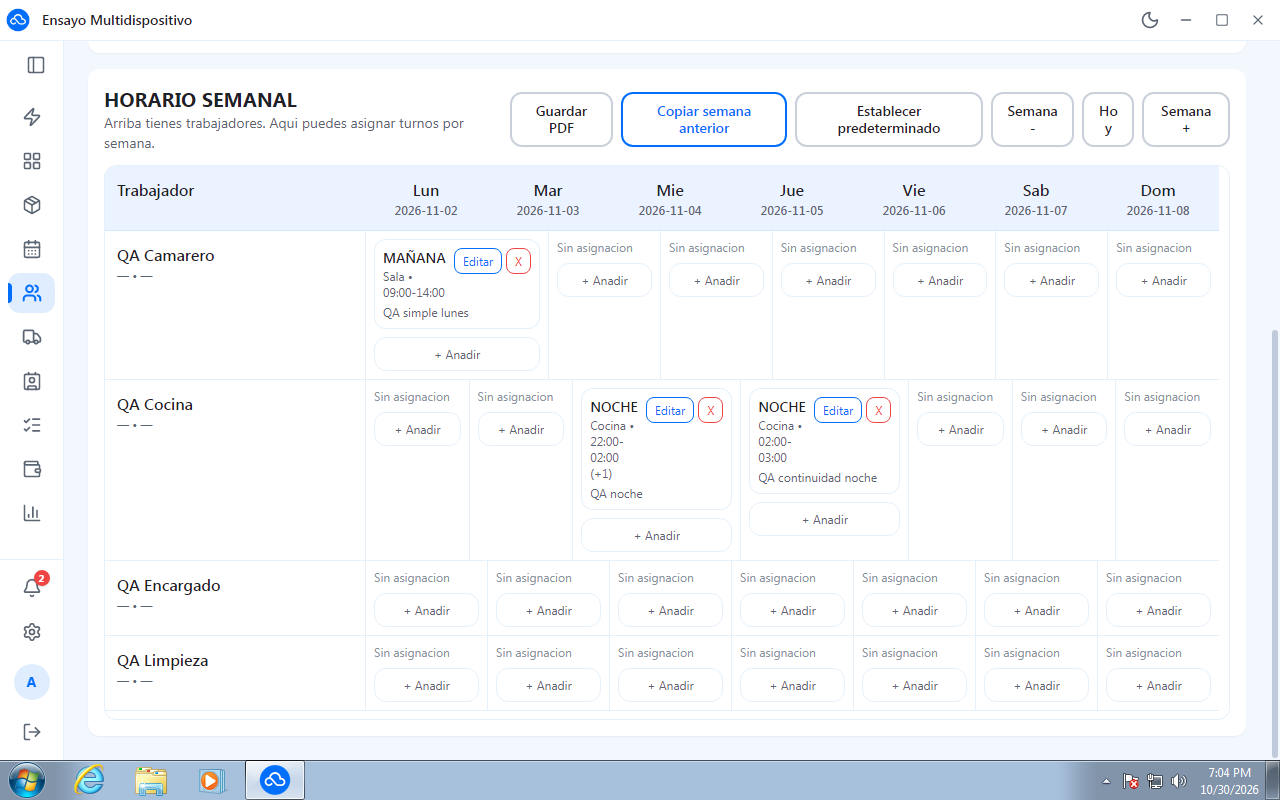 Ensayo Multidispositivo
HORARIO SEMANAL
Arriba tienes trabajadores. Aqui puedes asignar turnos por
semana.
Guardar
PDF
Copiar semana
anterior
Establecer
predeterminado
Semana
-
Ho
y
Semana
+
Trabajador
Lun
2026-11-02
Mar
2026-11-03
Mie
2026-11-04
Jue
2026-11-05
Vie
2026-11-06
Sab
2026-11-07
Dom
2026-11-08
QA Camarero
— • —
MAÑANA
Editar
X
Sala •
09:00-14:00
QA simple lunes
+ Anadir
Sin asignacion
+ Anadir
Sin asignacion
+ Anadir
Sin asignacion
+ Anadir
Sin asignacion
+ Anadir
Sin asignacion
+ Anadir
Sin asignacion
+ Anadir
QA Cocina
— • —
Sin asignacion
+ Anadir
Sin asignacion
+ Anadir
NOCHE
Editar
X
Cocina •
22:00-
02:00
(+1)
QA noche
+ Anadir
NOCHE
Editar
X
Cocina •
02:00-
03:00
QA continuidad noche
+ Anadir
Sin asignacion
+ Anadir
Sin asignacion
+ Anadir
Sin asignacion
+ Anadir
QA Encargado
— • —
Sin asignacion
+ Anadir
Sin asignacion
+ Anadir
Sin asignacion
+ Anadir
Sin asignacion
+ Anadir
Sin asignacion
+ Anadir
Sin asignacion
+ Anadir
Sin asignacion
+ Anadir
QA Limpieza
— • —
Sin asignacion
+ Anadir
Sin asignacion
+ Anadir
Sin asignacion
+ Anadir
Sin asignacion
+ Anadir
Sin asignacion
+ Anadir
Sin asignacion
+ Anadir
Sin asignacion
+ Anadir
2
A
7:04 PM
10/30/2026